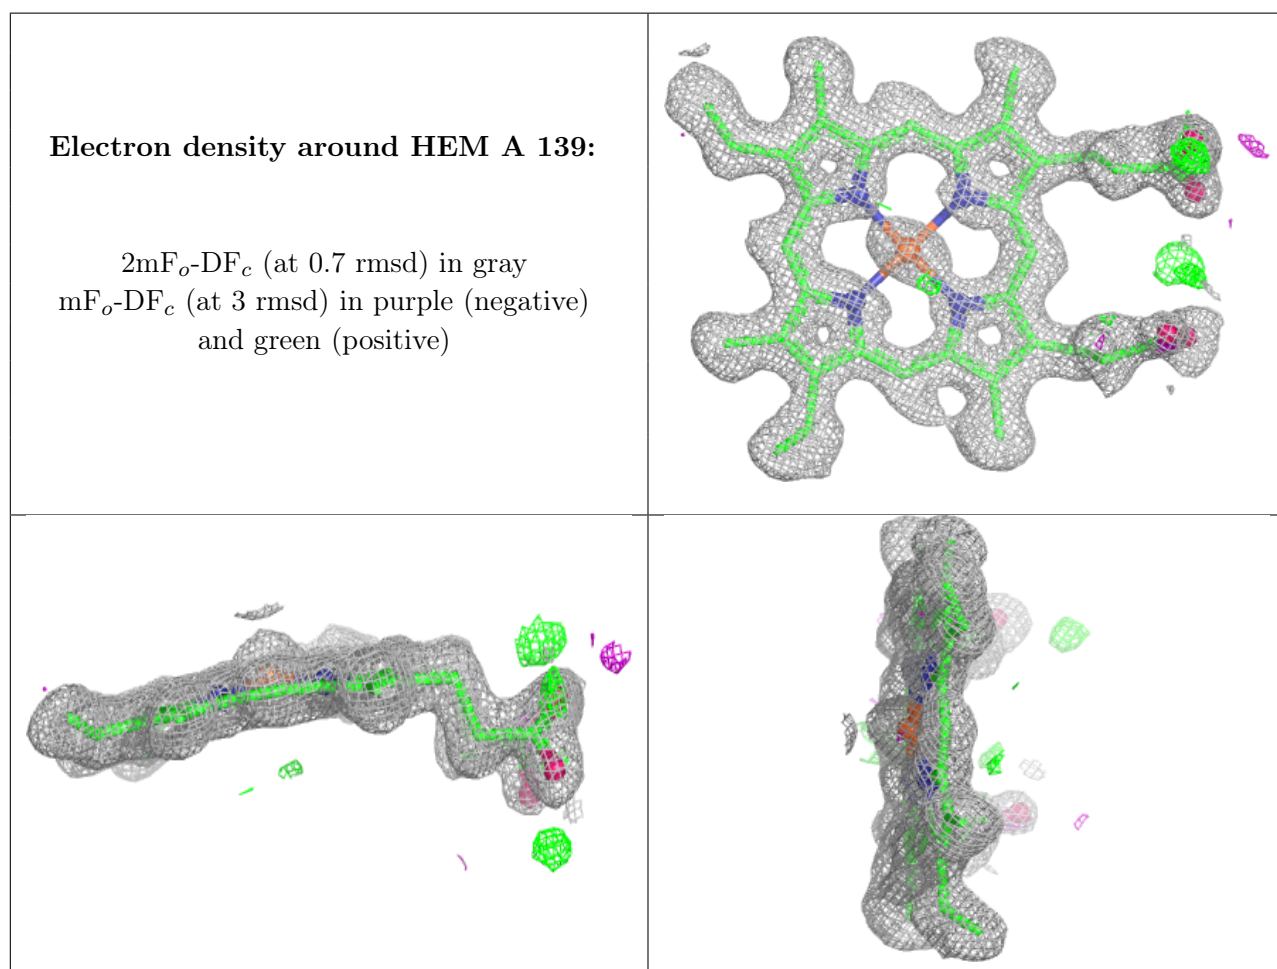 Electron density around HEM A 139:
2mFₒ-DF𝒸 (at 0.7 rmsd) in gray
mFₒ-DF𝒸 (at 3 rmsd) in purple (negative)
and green (positive)